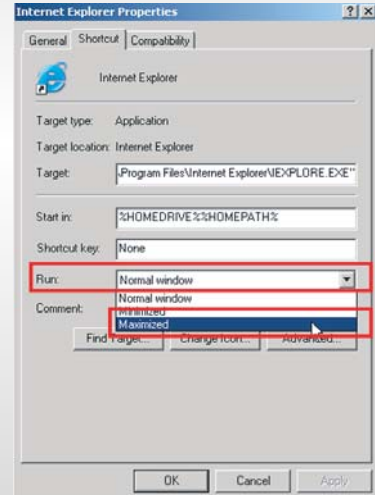 Internet Explorer Properties
General Shortcut Compatibility
Internet Explorer
Target type: Application
Target location: Internet Explorer
Target: Program Files\Internet Explorer\IEXPLORE.EXE"
Start in: %HOMEDRIVE%%HOMEPATH%
Shortcut key: None
Run: Normal window
Normal window
Minimized
Comment: Maximized
Find Target... Change Icon... Advanced...
OK Cancel Apply